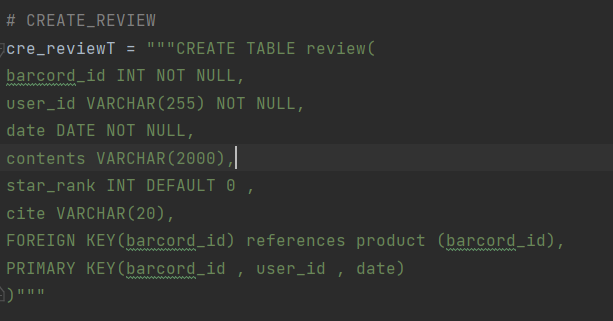 # CREATE_REVIEW
cre_reviewT = """CREATE TABLE review(
barcord_id INT NOT NULL,
user_id VARCHAR(255) NOT NULL,
date DATE NOT NULL,
contents VARCHAR(2000),
star_rank INT DEFAULT 0 ,
cite VARCHAR(20),
FOREIGN KEY(barcord_id) references product (barcord_id),
PRIMARY KEY(barcord_id , user_id , date)
)"""